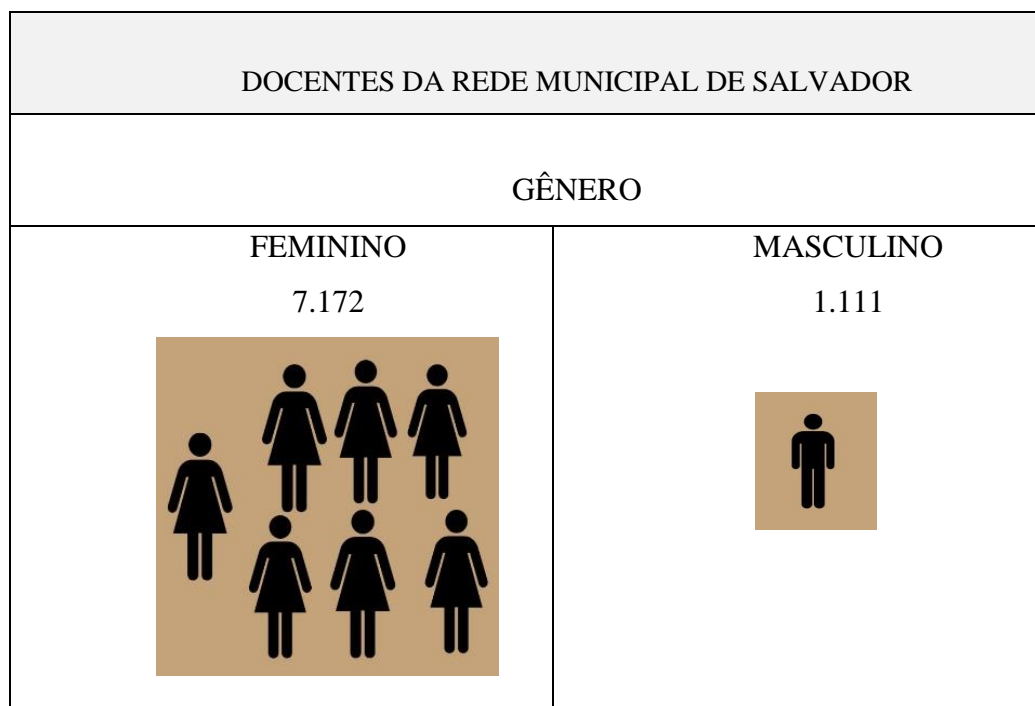 DOCENTES DA REDE MUNICIPAL DE SALVADOR
GÊNERO
FEMININO
7.172
MASCULINO
1.111